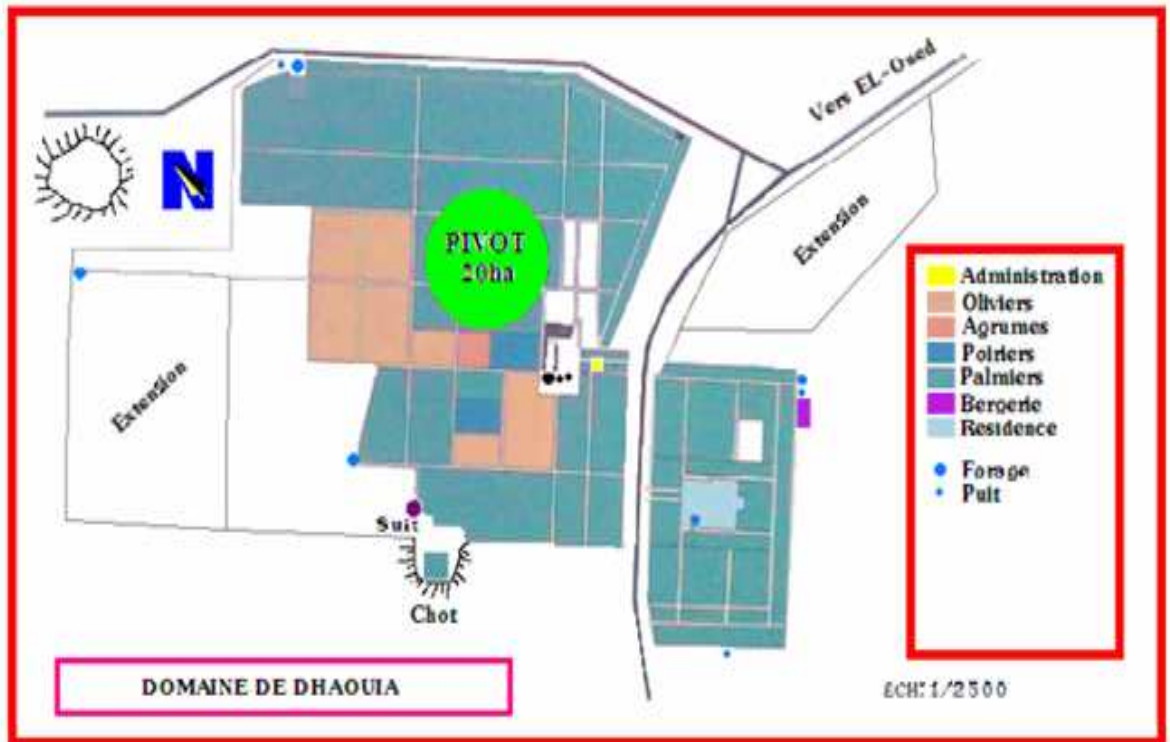 Vers EL-Oued
N
PIVOT
20ha
Extension
Extension
Suit
Chot
Administration
Oliviers
Agrumes
Poiriers
Palmiers
Bergerie
Residence
Forage
Puit
DOMAINE DE DHAOUIA
ECH:1/2500